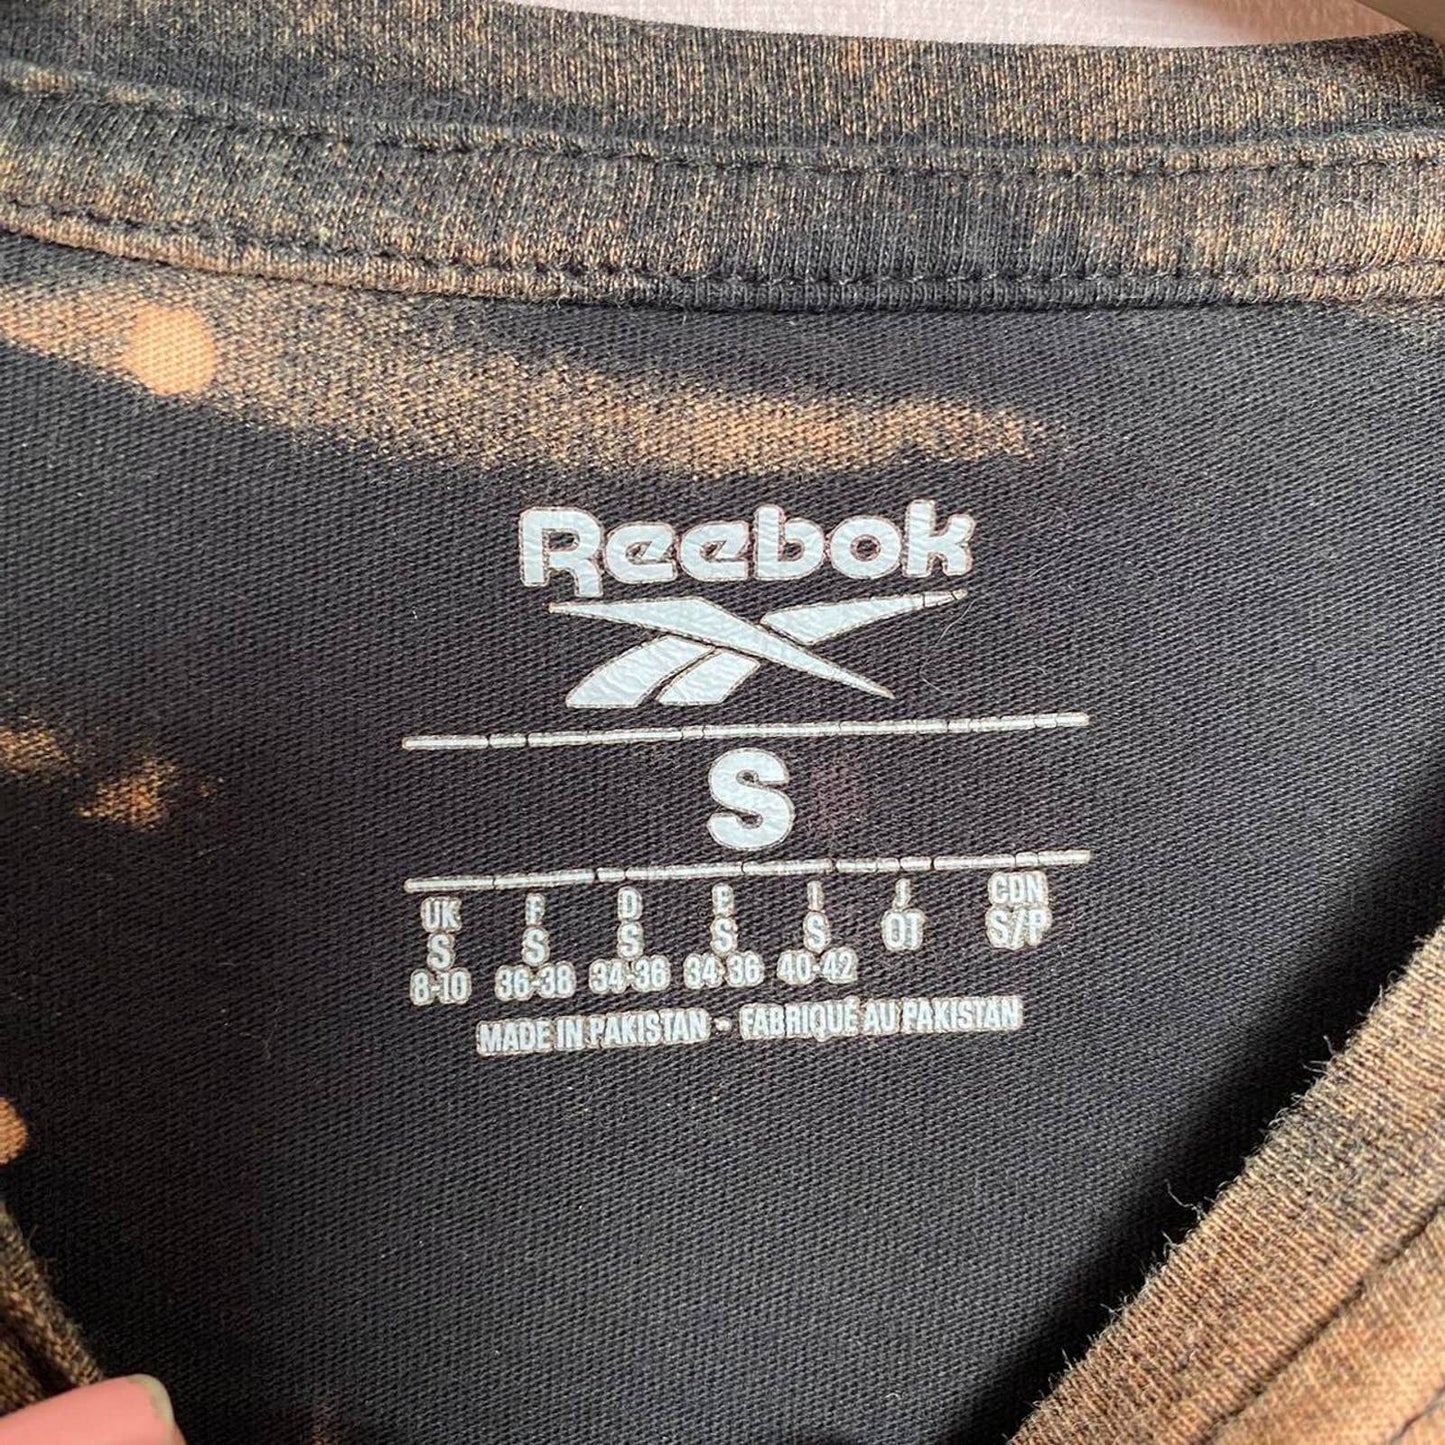 Reebok
S
UK F D E I J CDN
S S S S S OT S/P
8-10 36-38 34-36 34-36 40-42
MADE IN PAKISTAN - FABRIQUÉ AU PAKISTAN